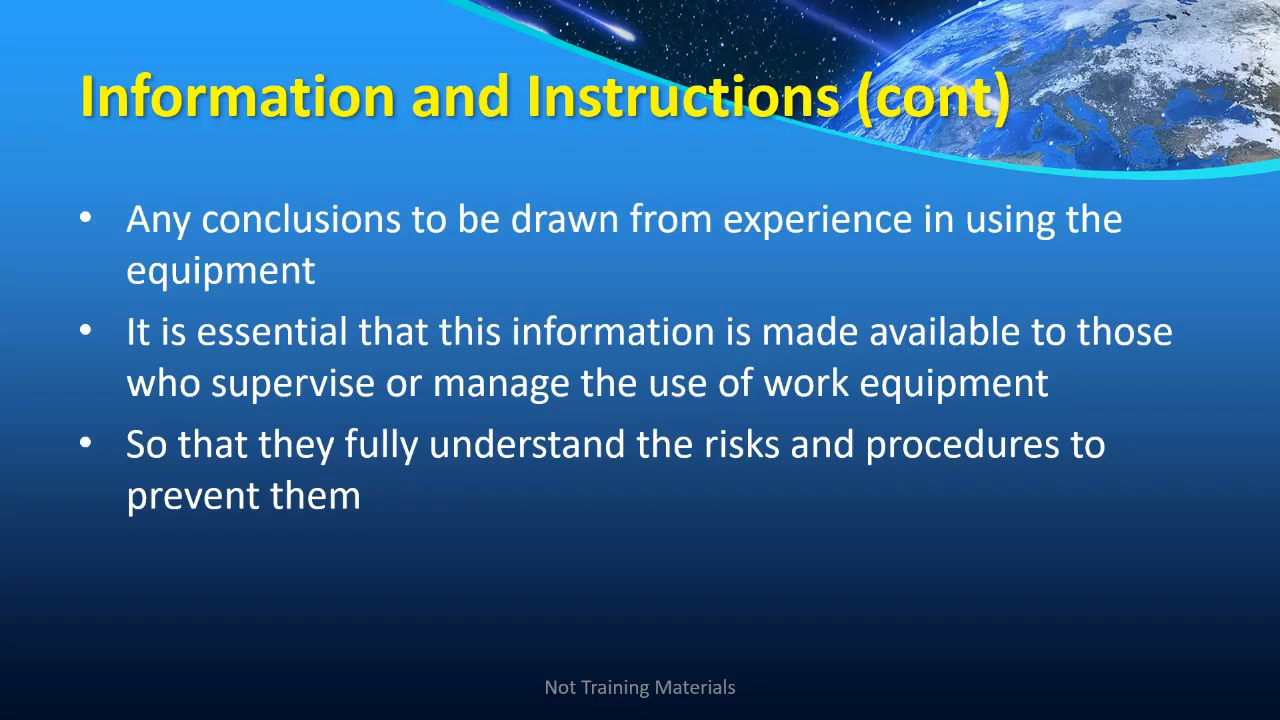 Information and Instructions (cont)
• Any conclusions to be drawn from experience in using the
equipment
• It is essential that this information is made available to those
who supervise or manage the use of work equipment
• So that they fully understand the risks and procedures to
prevent them
Not Training Materials